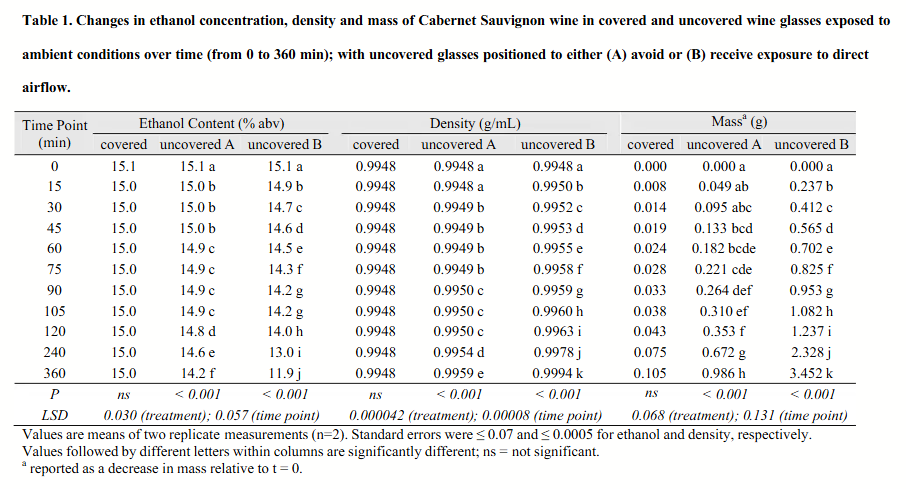 Table 1. Changes in ethanol concentration, density and mass of Cabernet Sauvignon wine in covered and uncovered wine glasses exposed to
ambient conditions over time (from 0 to 360 min); with uncovered glasses positioned to either (A) avoid or (B) receive exposure to direct
airflow.
Time Point (min) Ethanol Content (% abv) Density (g/mL) Massᵃ (g)
covered uncovered A uncovered B covered uncovered A uncovered B covered uncovered A uncovered B
0 15.1 15.1 a 15.1 a 0.9948 0.9948 a 0.9948 a 0.000 0.000 a 0.000 a
15 15.0 15.0 b 14.9 b 0.9948 0.9948 a 0.9950 b 0.008 0.049 ab 0.237 b
30 15.0 15.0 b 14.7 c 0.9948 0.9949 b 0.9952 c 0.014 0.095 abc 0.412 c
45 15.0 15.0 b 14.6 d 0.9948 0.9949 b 0.9953 d 0.019 0.133 bcd 0.565 d
60 15.0 14.9 c 14.5 e 0.9948 0.9949 b 0.9955 e 0.024 0.182 bcde 0.702 e
75 15.0 14.9 c 14.3 f 0.9948 0.9949 b 0.9958 f 0.028 0.221 cde 0.825 f
90 15.0 14.9 c 14.2 g 0.9948 0.9950 c 0.9959 g 0.033 0.264 def 0.953 g
105 15.0 14.9 c 14.2 g 0.9948 0.9950 c 0.9960 h 0.038 0.310 ef 1.082 h
120 15.0 14.8 d 14.0 h 0.9948 0.9950 c 0.9963 i 0.043 0.353 f 1.237 i
240 15.0 14.6 e 13.0 i 0.9948 0.9954 d 0.9978 j 0.075 0.672 g 2.328 j
360 15.0 14.2 f 11.9 j 0.9948 0.9959 e 0.9994 k 0.105 0.986 h 3.452 k
P ns < 0.001 < 0.001 ns < 0.001 < 0.001 ns < 0.001 < 0.001
LSD 0.030 (treatment); 0.057 (time point) 0.000042 (treatment); 0.00008 (time point) 0.068 (treatment); 0.131 (time point)
Values are means of two replicate measurements (n=2). Standard errors were ≤ 0.07 and ≤ 0.0005 for ethanol and density, respectively.
Values followed by different letters within columns are significantly different; ns = not significant.
ᵃ reported as a decrease in mass relative to t = 0.